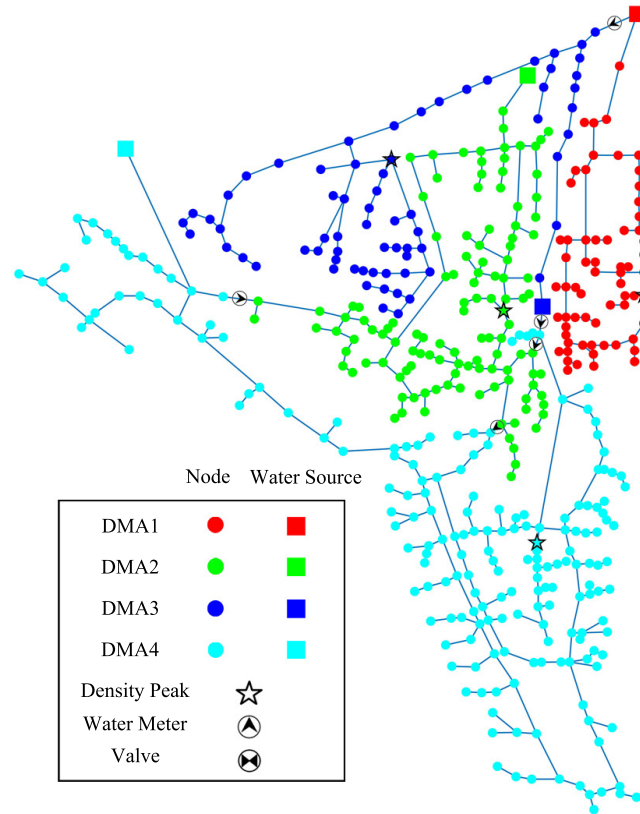 Node Water Source
DMA1
DMA2
DMA3
DMA4
Density Peak
Water Meter
Valve